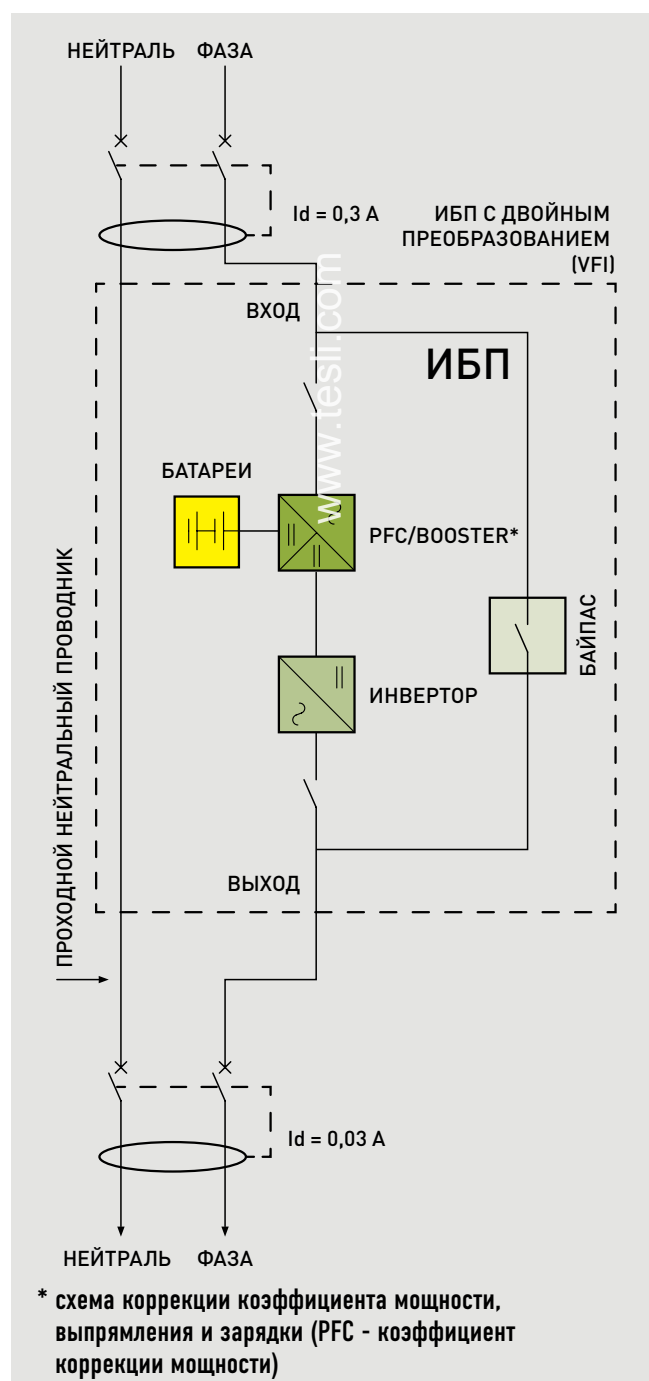 НЕЙТРАЛЬ ФАЗА
Id = 0,3 А
ИБП С ДВОЙНЫМ
ПРЕОБРАЗОВАНИЕМ
(VFI)
ВХОД
ИБП
www.tesli.com
БАТАРЕИ
PFC/BOOSTER*
БАЙПАС
ИНВЕРТОР
ПРОХОДНОЙ НЕЙТРАЛЬНЫЙ ПРОВОДНИК
ВЫХОД
Id = 0,03 А
НЕЙТРАЛЬ ФАЗА
* схема коррекции коэффициента мощности,
выпрямления и зарядки (PFC - коэффициент
коррекции мощности)